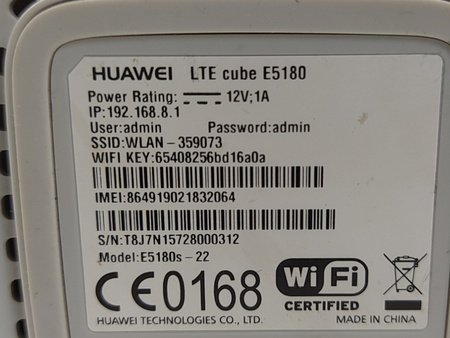 HUAWEI LTE cube E5180
Power Rating: 12V;1A
IP:192.168.8.1
User:admin Password:admin
SSID:WLAN-359073
WIFI KEY:65408256bd16a0a
IMEI:864919021832064
S/N:T8J7N15728000312
Model:E5180s-22
CE0168 Wi Fi
CERTIFIED
HUAWEI TECHNOLOGIES CO., LTD. MADE IN CHINA